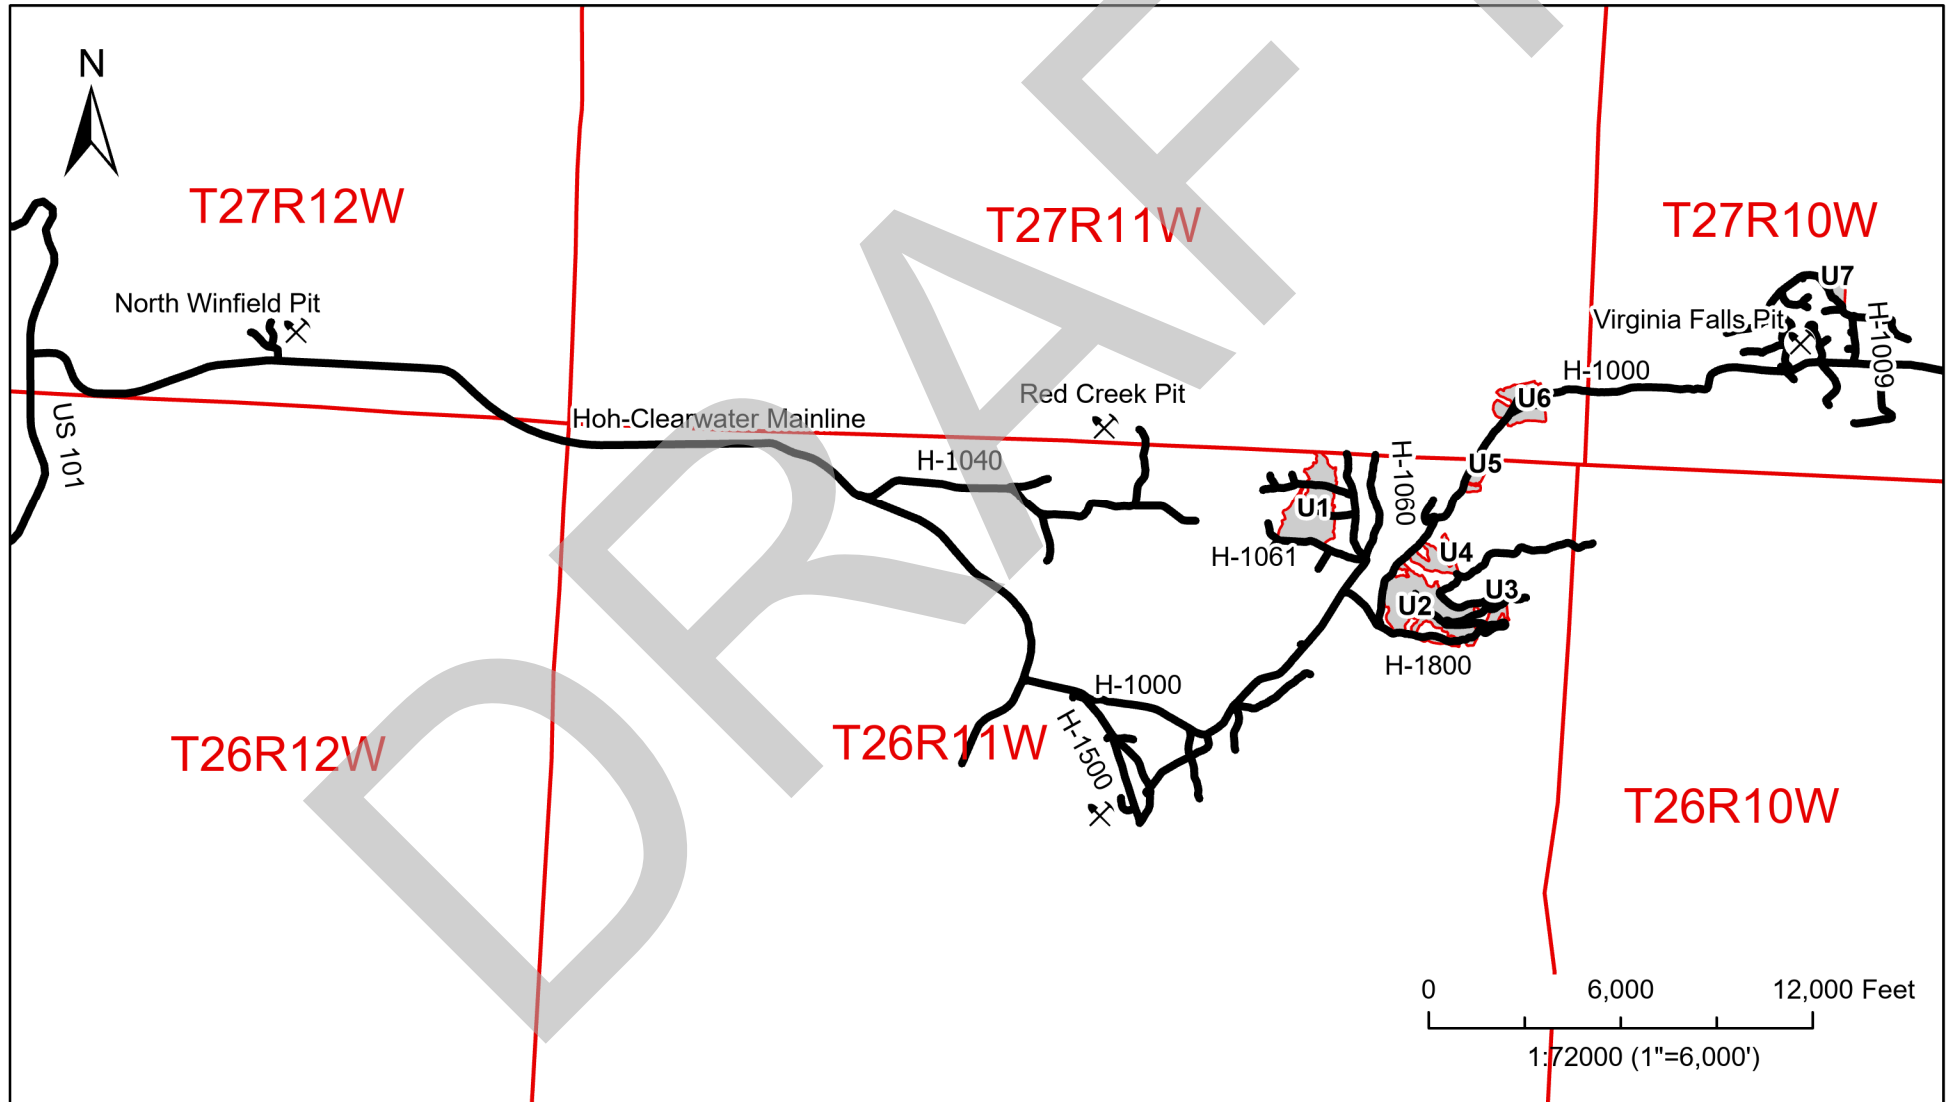 N
T27R12W
T27R11W
T27R10W
North Winfield Pit
U7
Virginia Falls Pit
H-1009
H-1000
Red Creek Pit
U6
US 101
Hoh-Clearwater Mainline
H-1040
H-1060
U5
U1
H-1061
U4
U3
U2
H-1800
H-1000
H-1500
T26R12W
T26R11W
T26R10W
DRAFT
0 6,000 12,000 Feet
1:72000 (1"=6,000')